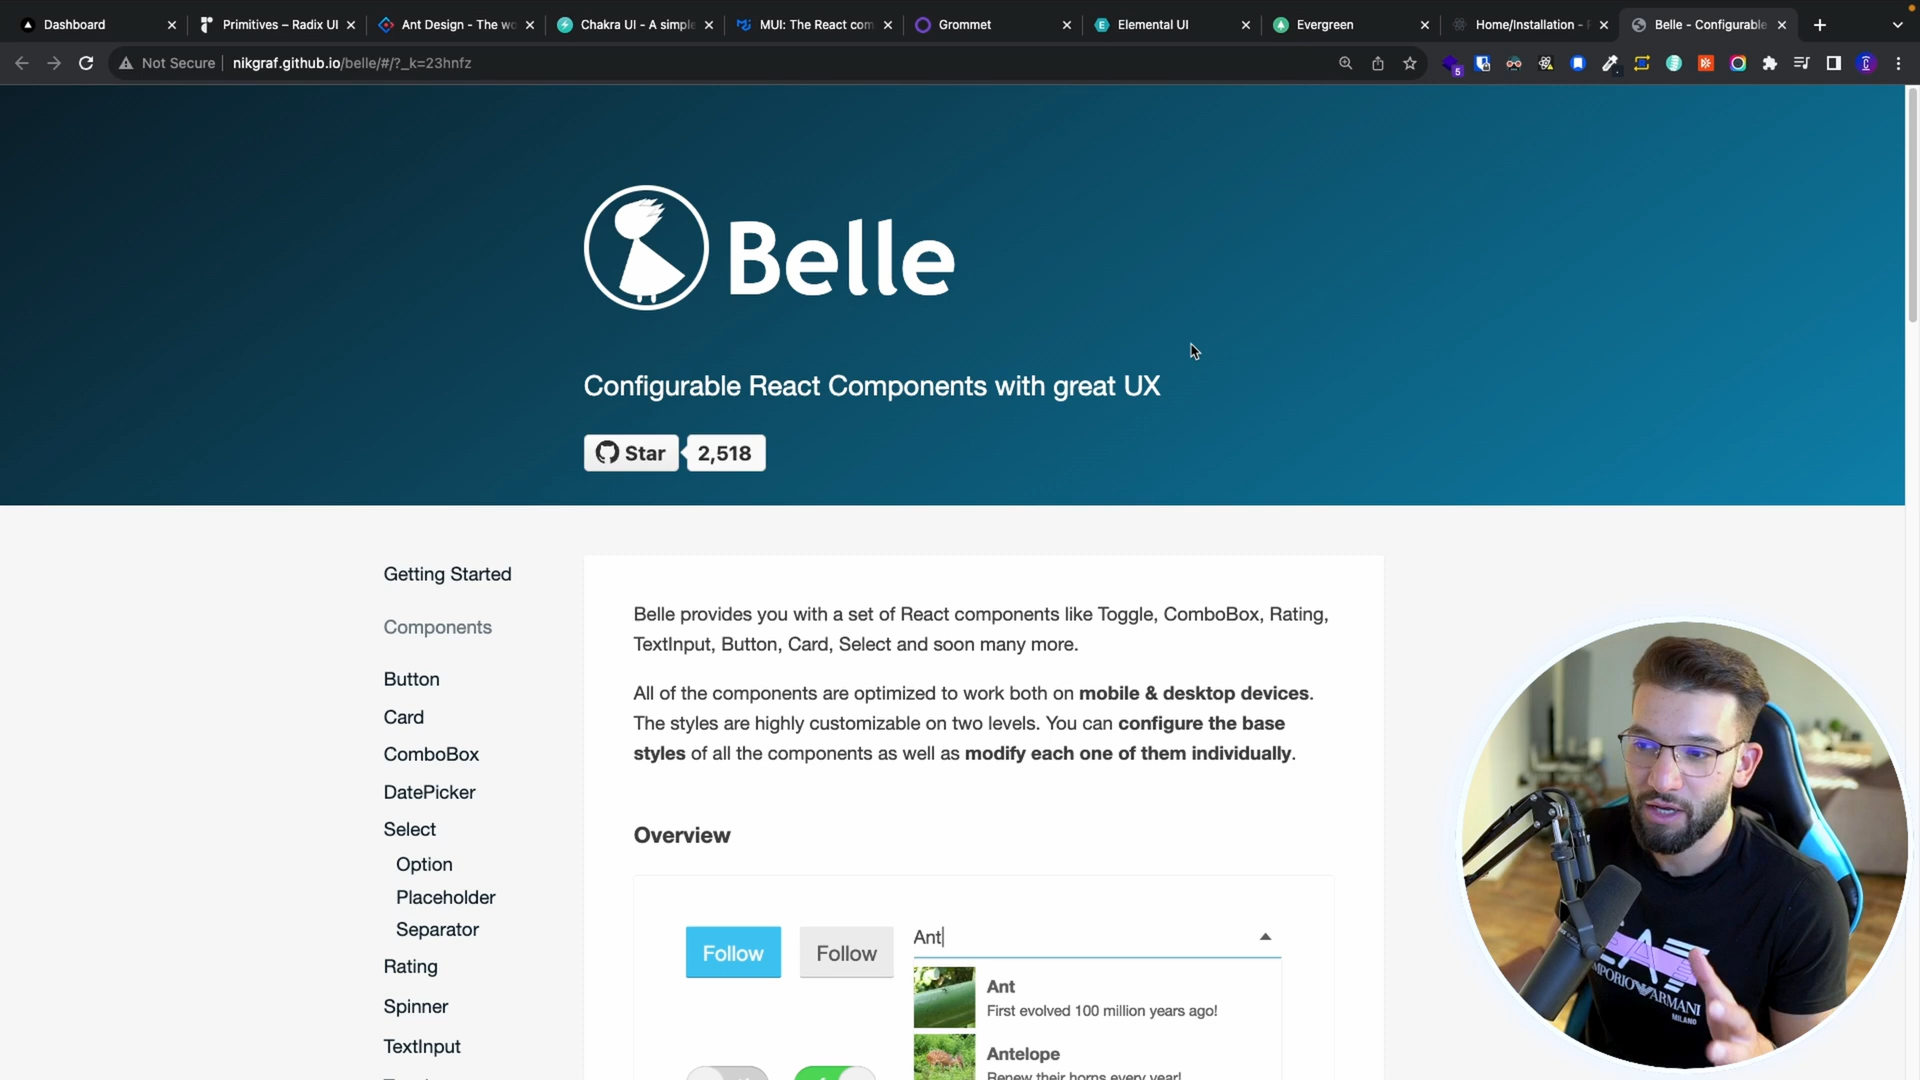 Dashboard
Primitives – Radix UI
Ant Design - The wo
Chakra UI - A simple
MUI: The React com
Grommet
Elemental UI
Evergreen
Home/Installation -
Belle - Configurable
Not Secure
nikgraf.github.io/belle/#/?_k=23hnfz
5
Belle
Configurable React Components with great UX
Star
2,518
Getting Started
Components
Button
Card
ComboBox
DatePicker
Select
Option
Placeholder
Separator
Rating
Spinner
TextInput
Belle provides you with a set of React components like Toggle, ComboBox, Rating,
TextInput, Button, Card, Select and soon many more.
All of the components are optimized to work both on mobile & desktop devices.
The styles are highly customizable on two levels. You can configure the base
styles of all the components as well as modify each one of them individually.
Overview
Follow
Follow
Ant
Ant
First evolved 100 million years ago!
Antelope
Renew their horns every year!
EMPORIO ARMANI
MILANO